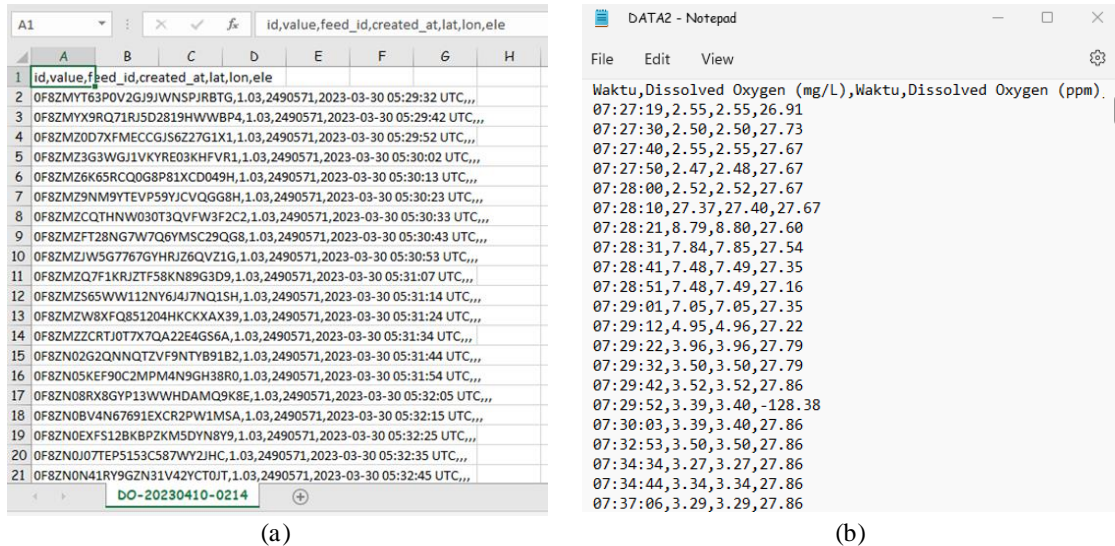 A1
fx
id,value,feed_id,created_at,lat,lon,ele
A B C D E F G H
1 id,value,feed_id,created_at,lat,lon,ele
2 0F8ZMYT63P0V2GJ9JWNSPJRBTG,1.03,2490571,2023-03-30 05:29:32 UTC,,,
3 0F8ZMYX9RQ71RJ5D2819HWWBP4,1.03,2490571,2023-03-30 05:29:42 UTC,,,
4 0F8ZMZ0D7XFMECCGJS6Z27G1X1,1.03,2490571,2023-03-30 05:29:52 UTC,,,
5 0F8ZMZ3G3WGJ1VKYRE03KHFVR1,1.03,2490571,2023-03-30 05:30:02 UTC,,,
6 0F8ZMZ6K65RCQ0G8P81XCD049H,1.03,2490571,2023-03-30 05:30:13 UTC,,,
7 0F8ZMZ9NM9YTEVP59YJCVQGG8H,1.03,2490571,2023-03-30 05:30:23 UTC,,,
8 0F8ZMZCQTHNW030T3QVFW3F2C2,1.03,2490571,2023-03-30 05:30:33 UTC,,,
9 0F8ZMZFT28NG7W7Q6YMSC29QG8,1.03,2490571,2023-03-30 05:30:43 UTC,,,
10 0F8ZMZJW5G7767GYHRJZ6QVZ1G,1.03,2490571,2023-03-30 05:30:53 UTC,,,
11 0F8ZMZQ7F1KRJZTF58KN89G3D9,1.03,2490571,2023-03-30 05:31:07 UTC,,,
12 0F8ZMZS65WW112NY6J4J7NQ1SH,1.03,2490571,2023-03-30 05:31:14 UTC,,,
13 0F8ZMZW8XFQ851204HKCKXAX39,1.03,2490571,2023-03-30 05:31:24 UTC,,,
14 0F8ZMZZCRTJ0T7X7QA22E4GS6A,1.03,2490571,2023-03-30 05:31:34 UTC,,,
15 0F8ZN02G2QNNQTZVF9NTYB91B2,1.03,2490571,2023-03-30 05:31:44 UTC,,,
16 0F8ZN05KEF90C2MPM4N9GH38R0,1.03,2490571,2023-03-30 05:31:54 UTC,,,
17 0F8ZN08RX8GYP13WWHDAMQ9K8E,1.03,2490571,2023-03-30 05:32:05 UTC,,,
18 0F8ZN0BV4N67691EXCR2PW1MSA,1.03,2490571,2023-03-30 05:32:15 UTC,,,
19 0F8ZN0EXFS12BKBPZKM5DYN8Y9,1.03,2490571,2023-03-30 05:32:25 UTC,,,
20 0F8ZN0J07TEP5153C587WY2JHC,1.03,2490571,2023-03-30 05:32:35 UTC,,,
21 0F8ZN0N41RY9GZN31V42YCT0JT,1.03,2490571,2023-03-30 05:32:45 UTC,,,
DO-20230410-0214
(a)
DATA2 - Notepad
File Edit View
Waktu,Dissolved Oxygen (mg/L),Waktu,Dissolved Oxygen (ppm)
07:27:19,2.55,2.55,26.91
07:27:30,2.50,2.50,27.73
07:27:40,2.55,2.55,27.67
07:27:50,2.47,2.48,27.67
07:28:00,2.52,2.52,27.67
07:28:10,27.37,27.40,27.67
07:28:21,8.79,8.80,27.60
07:28:31,7.84,7.85,27.54
07:28:41,7.48,7.49,27.35
07:28:51,7.48,7.49,27.16
07:29:01,7.05,7.05,27.35
07:29:12,4.95,4.96,27.22
07:29:22,3.96,3.96,27.79
07:29:32,3.50,3.50,27.79
07:29:42,3.52,3.52,27.86
07:29:52,3.39,3.40,-128.38
07:30:03,3.39,3.40,27.86
07:32:53,3.50,3.50,27.86
07:34:34,3.27,3.27,27.86
07:34:44,3.34,3.34,27.86
07:37:06,3.29,3.29,27.86
(b)